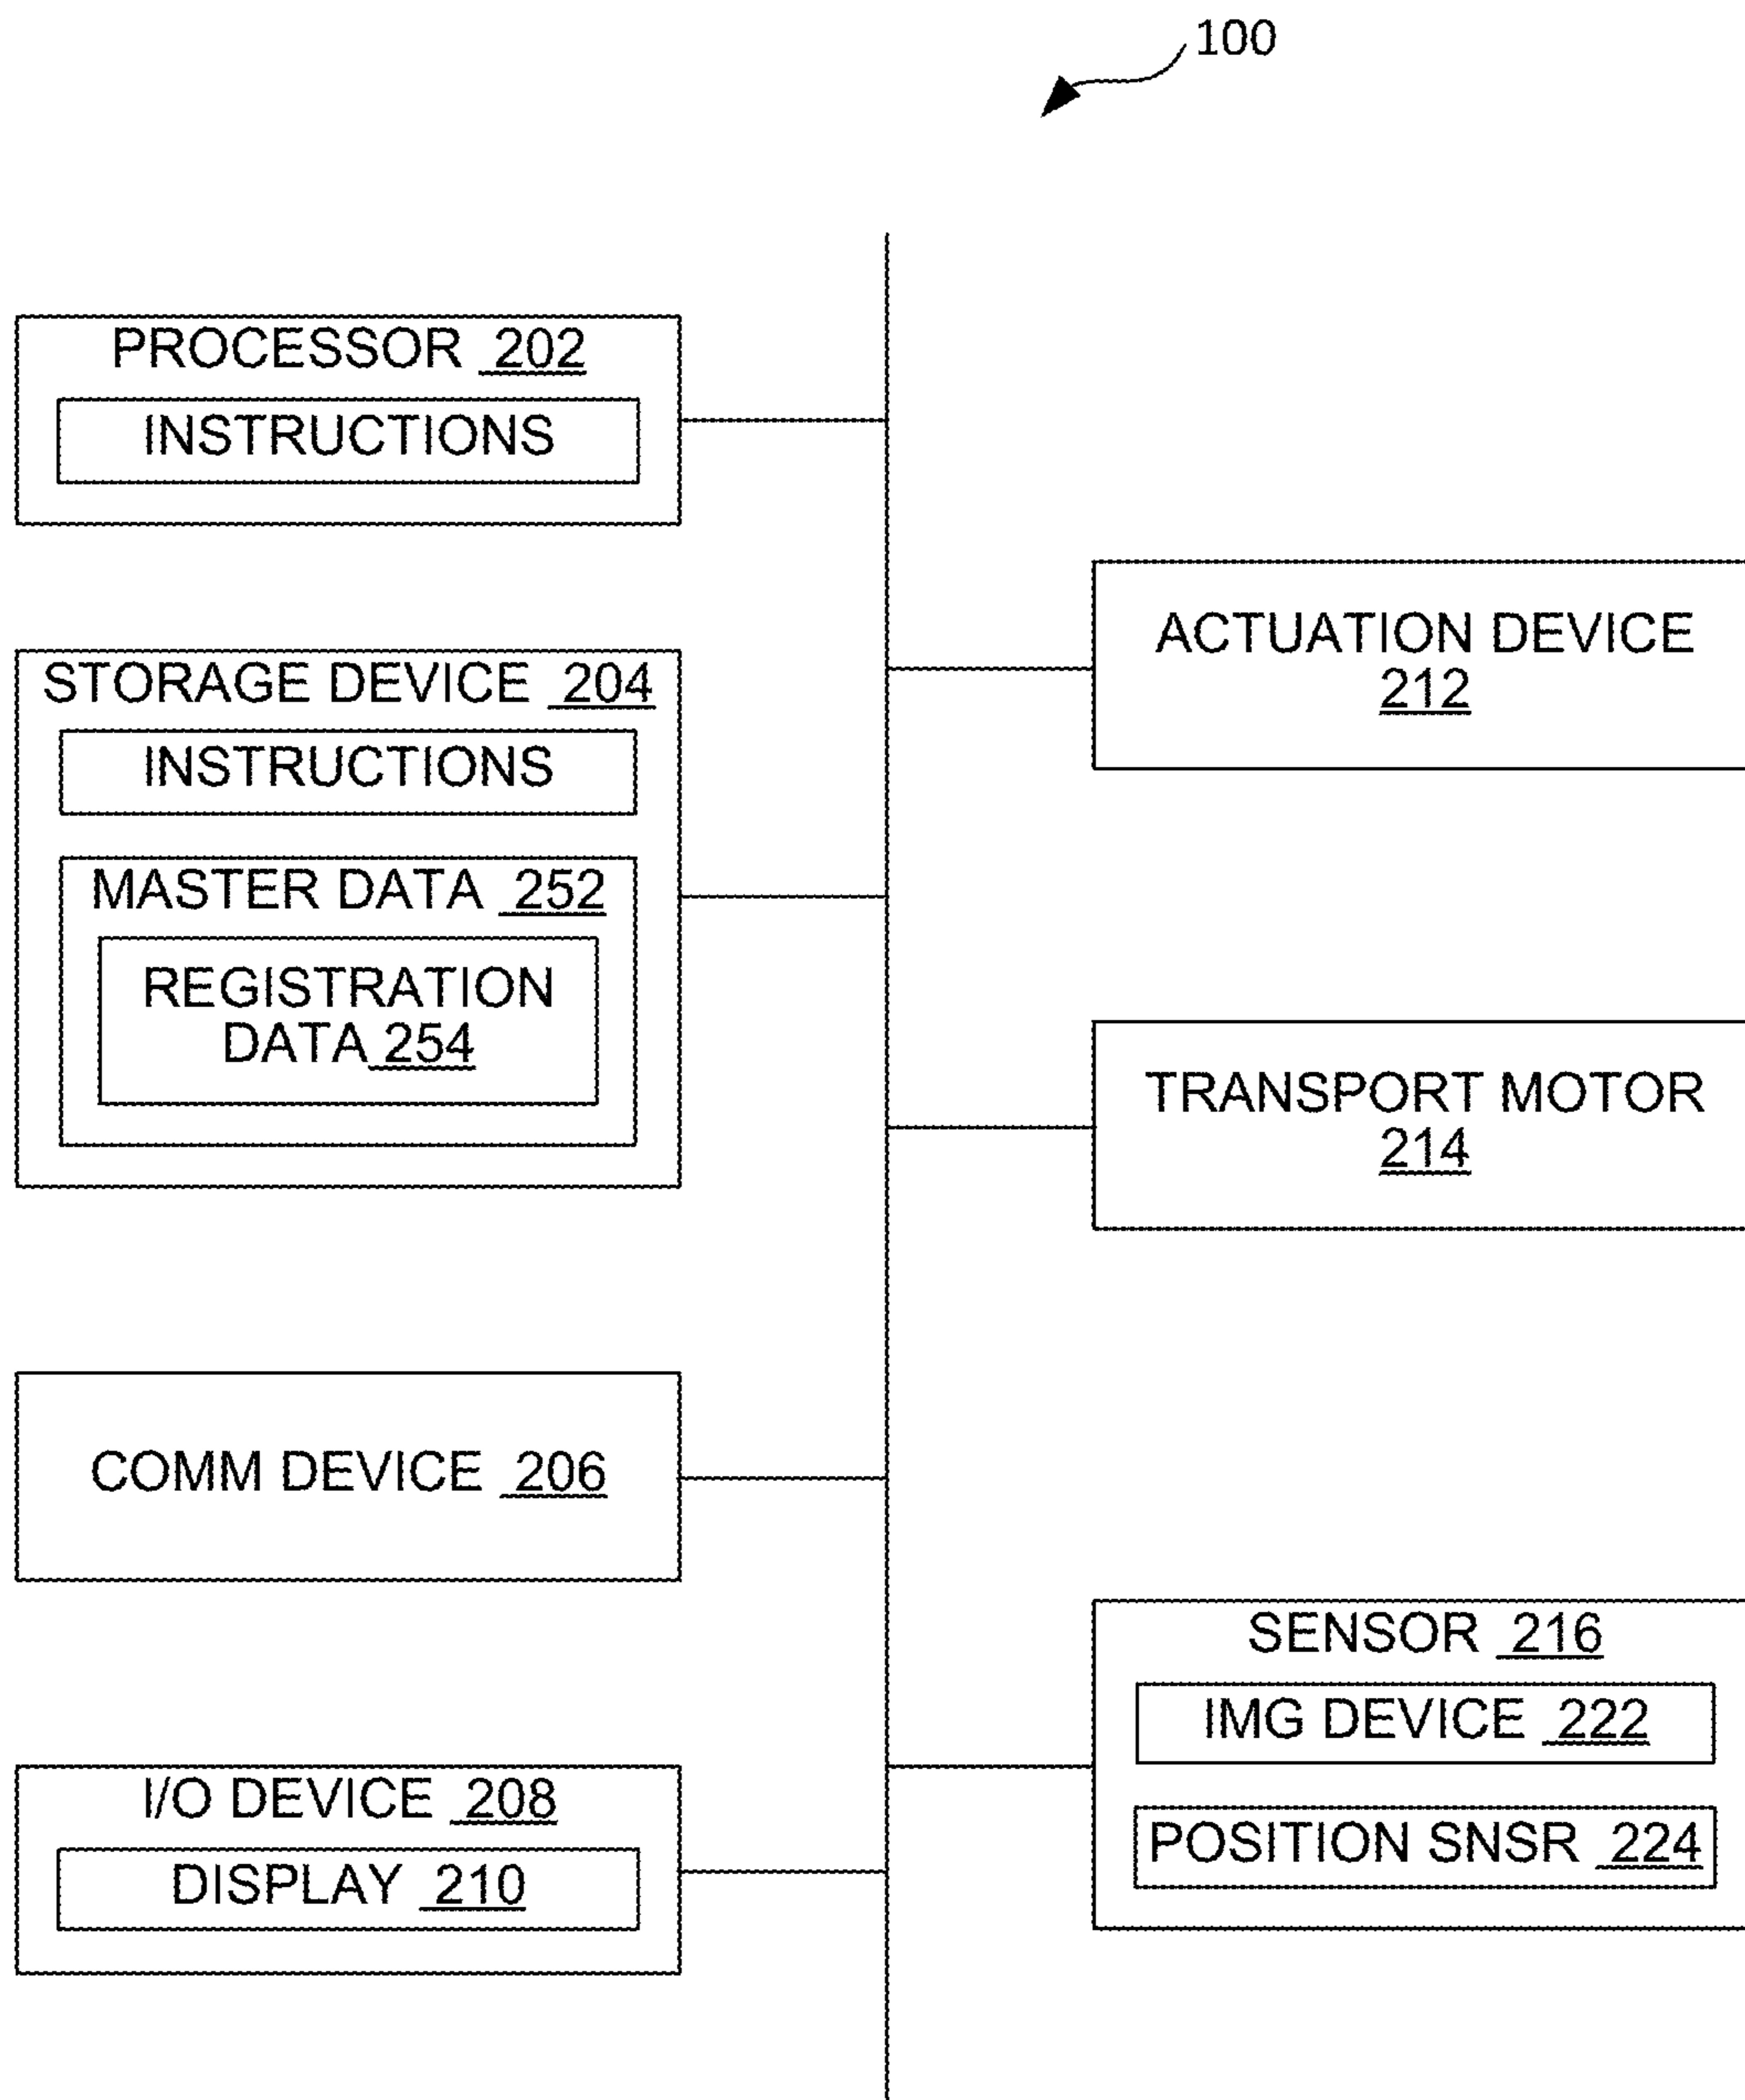 100
PROCESSOR 202
INSTRUCTIONS
STORAGE DEVICE 204
INSTRUCTIONS
MASTER DATA 252
REGISTRATION
DATA 254
COMM DEVICE 206
I/O DEVICE 208
DISPLAY 210
ACTUATION DEVICE
212
TRANSPORT MOTOR
214
SENSOR 216
IMG DEVICE 222
POSITION SNSR 224